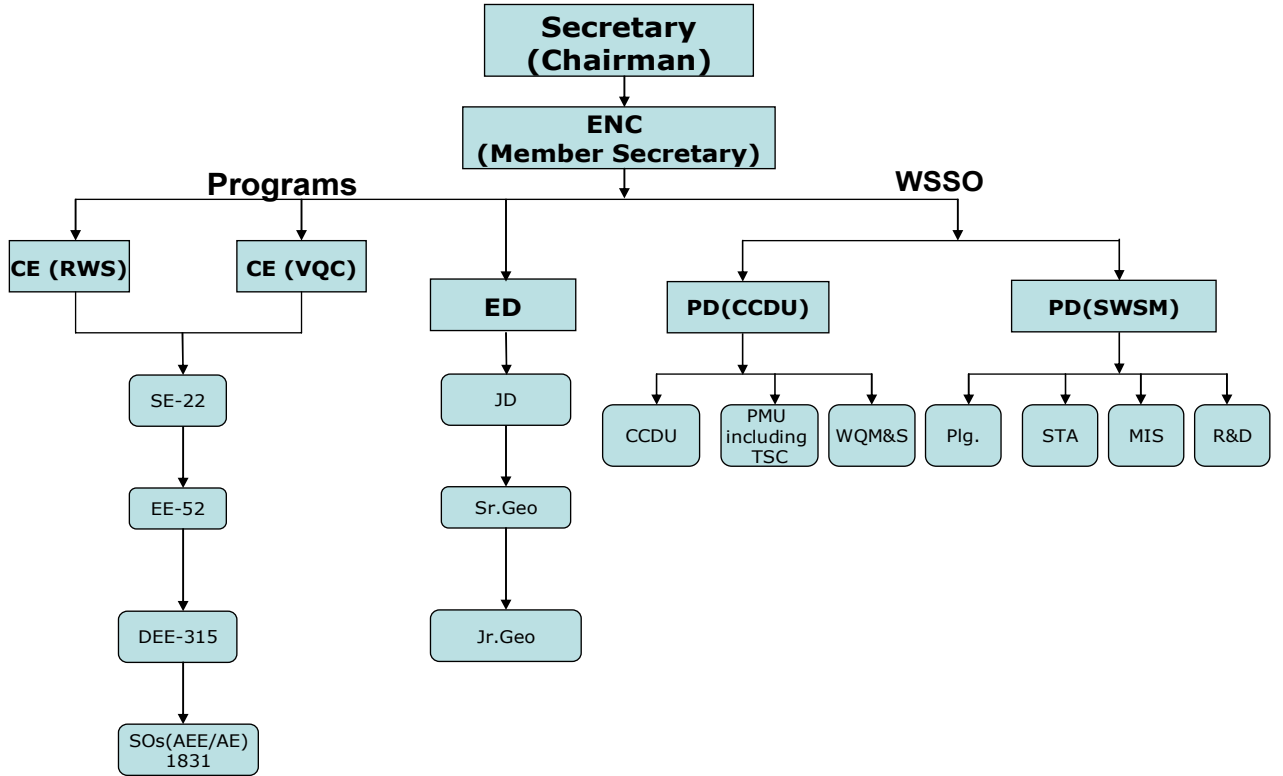 Secretary
(Chairman)
ENC
(Member Secretary)
Programs
WSSO
CE (RWS)
CE (VQC)
ED
PD(CCDU)
PD(SWSM)
SE-22
JD
CCDU
PMU
including
TSC
WQM&S
Plg.
STA
MIS
R&D
EE-52
Sr.Geo
DEE-315
Jr.Geo
SOs(AEE/AE)
1831